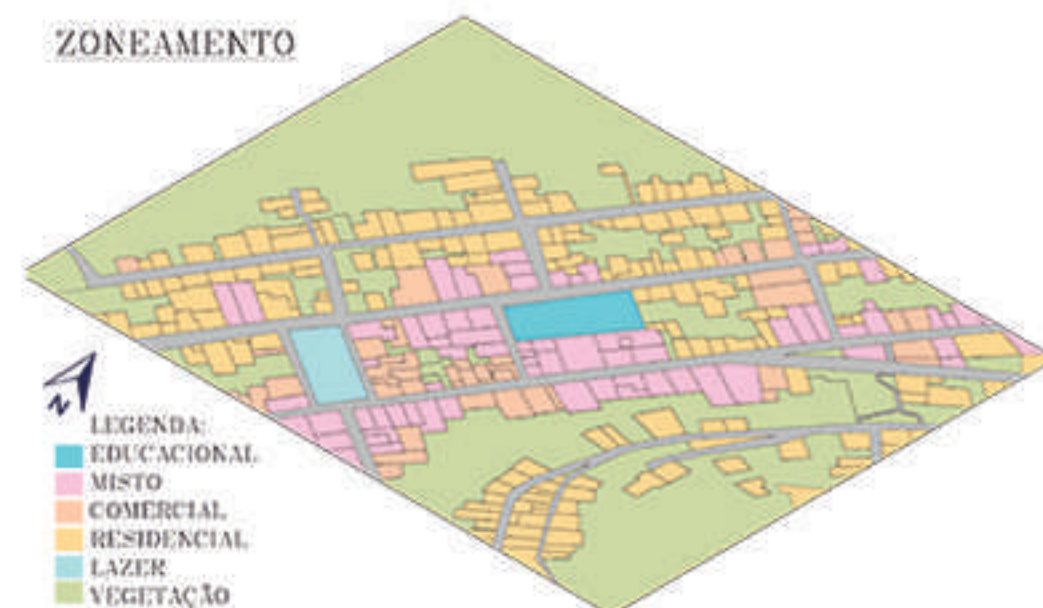 ZONEAMENTO
N
LEGENDA:
EDUCACIONAL
MISTO
COMERCIAL
RESIDENCIAL
LAZER
VEGETAÇÃO